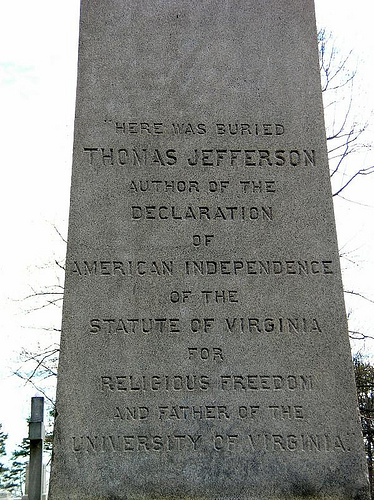 "HERE WAS BURIED
THOMAS JEFFERSON
AUTHOR OF THE
DECLARATION
OF
AMERICAN INDEPENDENCE
OF THE
STATUTE OF VIRGINIA
FOR
RELIGIOUS FREEDOM
AND FATHER OF THE
UNIVERSITY OF VIRGINIA.